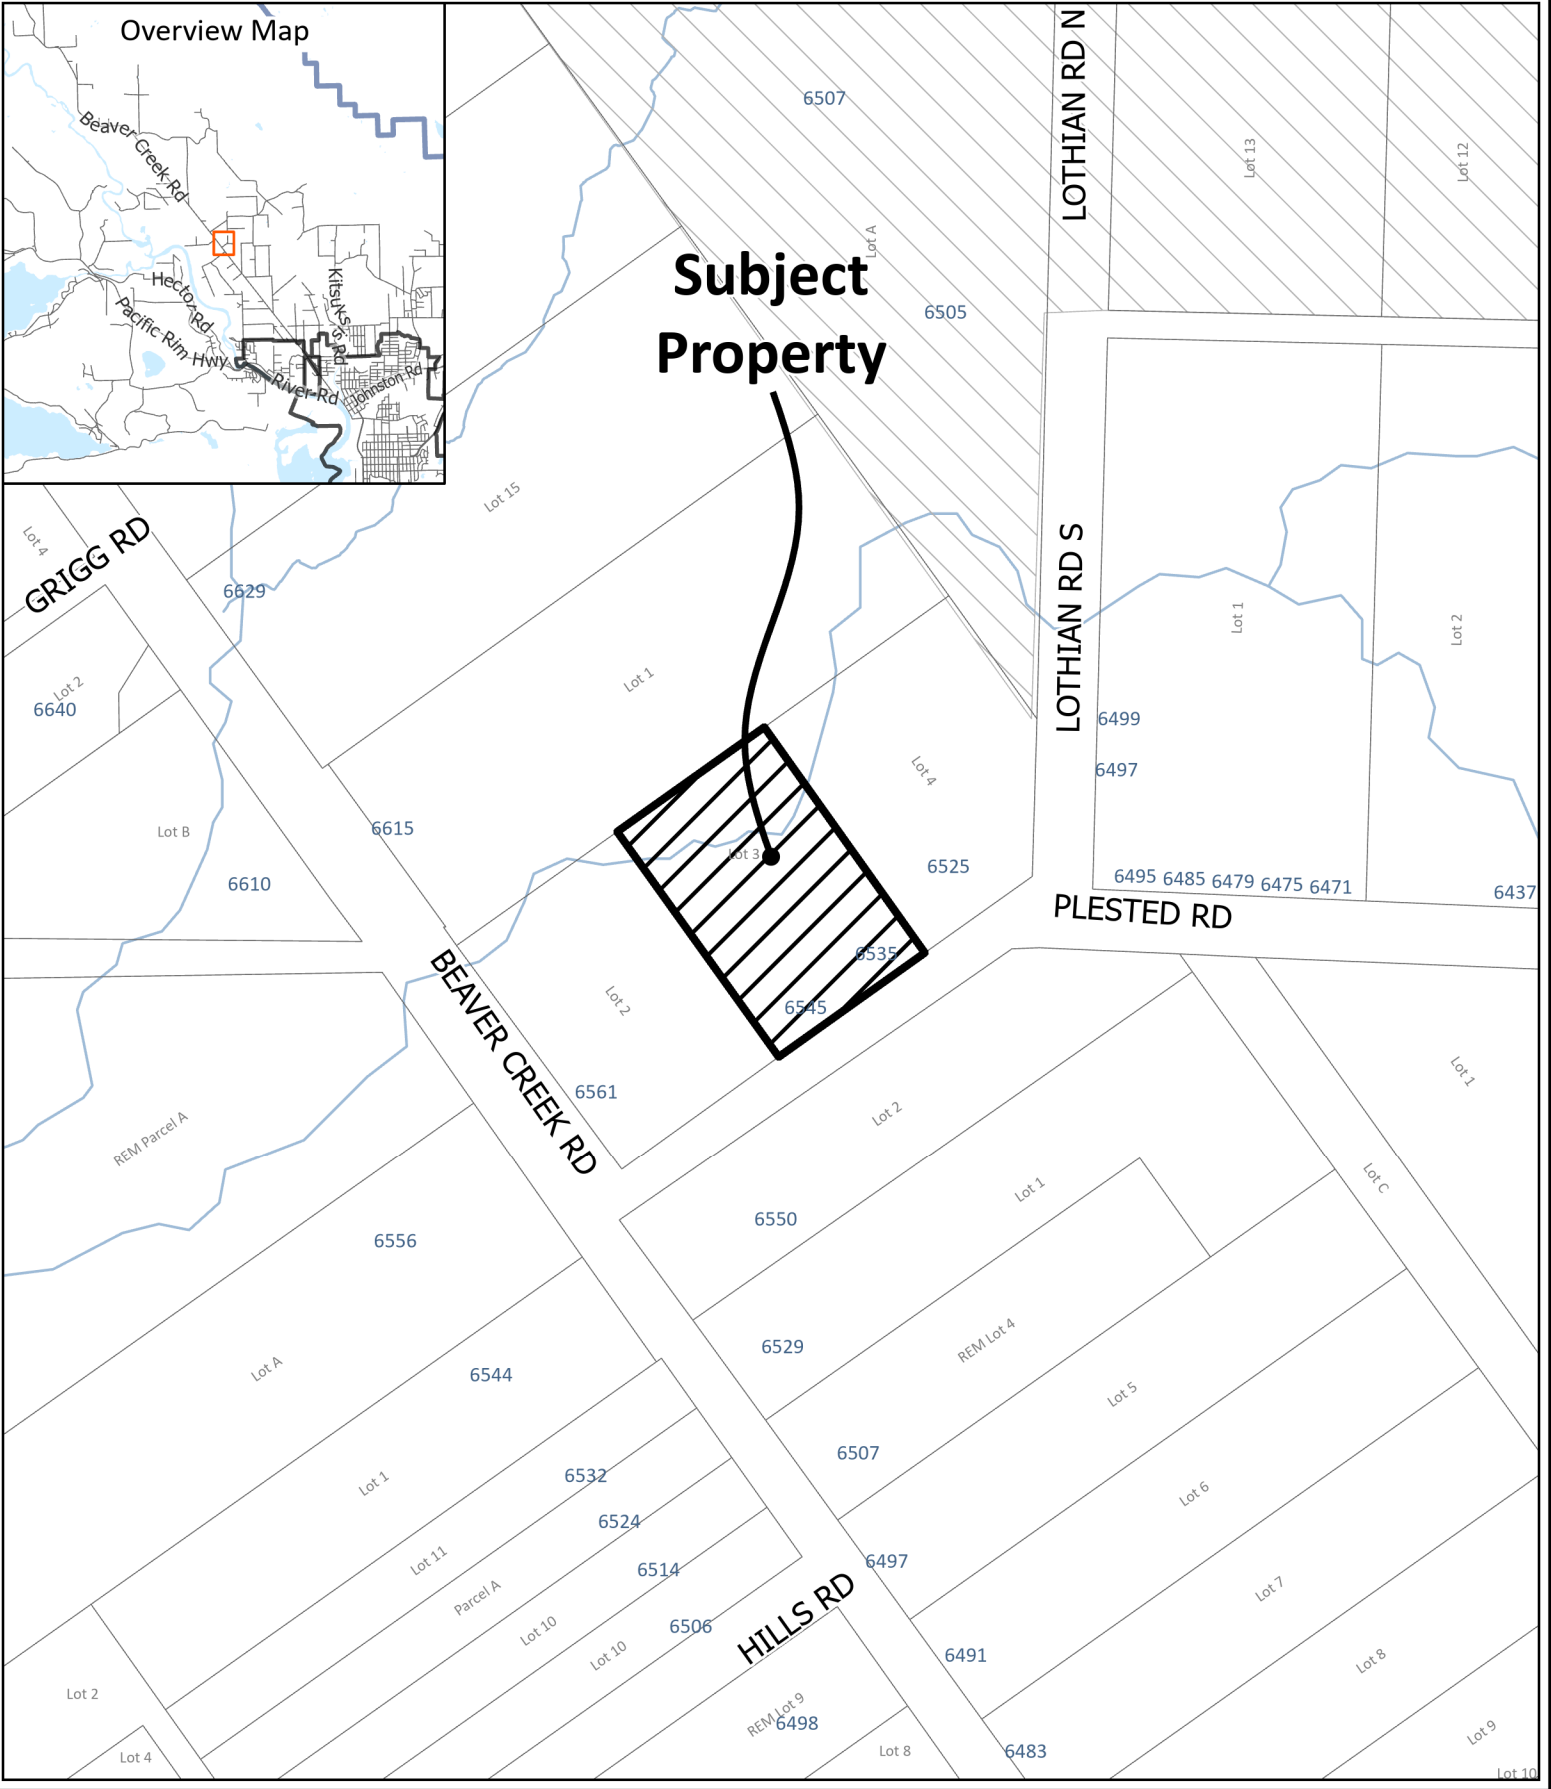 Overview Map
Beaver Creek Rd
Hector Rd
Pacific Rim Hwy
Kitsuksis Rd
River Rd
Johnston Rd
6507
LOTHIAN RD N
Lot 13
Lot 12
Lot A
Subject
Property
6505
Lot 15
Lot 4
GRIGG RD
6629
LOTHIAN RD S
Lot 1
Lot 2
Lot 1
Lot 2
6640
6499
6497
Lot 4
Lot B
6615
Lot 3
6525
6610
6495 6485 6479 6475 6471
6437
PLESTED RD
6535
BEAVER CREEK RD
Lot 2
6545
6561
Lot 1
REM Parcel A
Lot 2
Lot C
Lot 1
6550
6556
6529
REM Lot 4
Lot A
6544
Lot 5
6507
Lot 1
6532
Lot 6
6524
Lot 11
6514
6497
Parcel A
HILLS RD
Lot 7
Lot 10
6506
Lot 10
6491
Lot 8
Lot 2
REM Lot 9
6498
Lot 9
Lot 4
Lot 8
6483
Lot 10